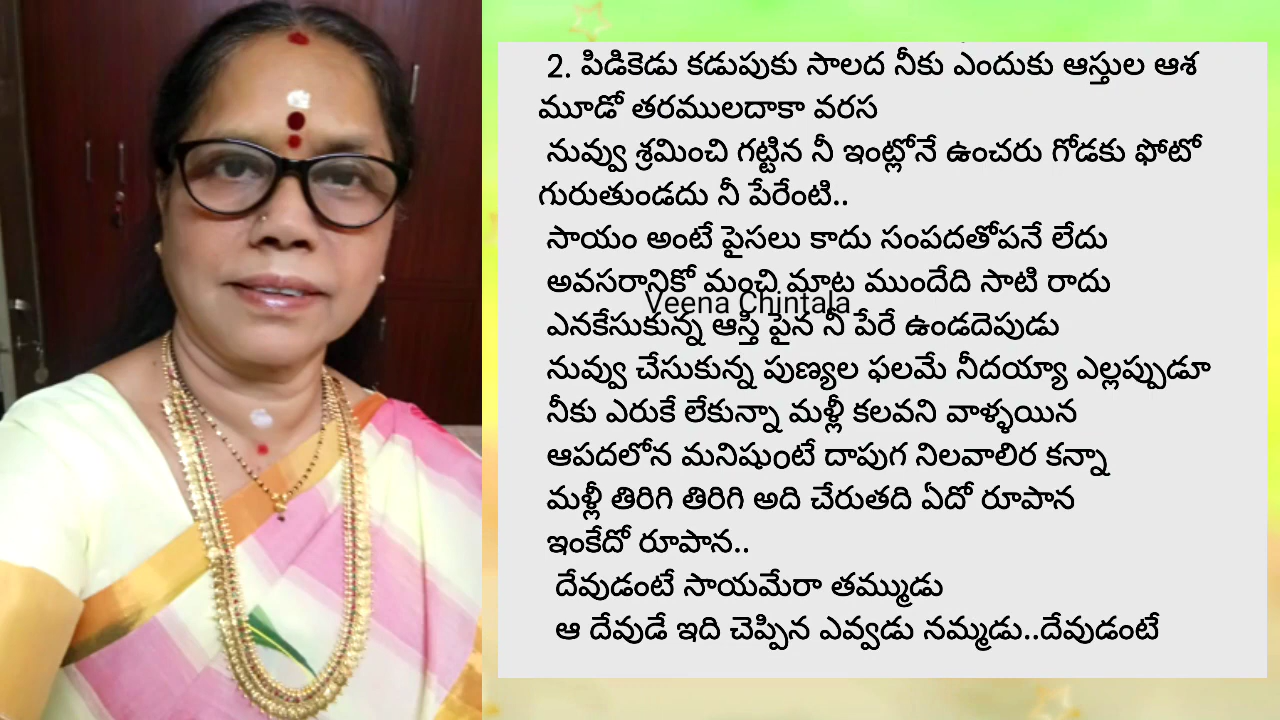 2. పిడికెడు కడుపుకు సాలద నీకు ఎందుకు ఆస్తుల ఆశ
మూడో తరములదాకా వరస
నువ్వు శ్రమించి గట్టిన నీ ఇంట్లోనే ఉంచరు గోడకు ఫోటో
గురుతుండదు నీ పేరేంటి..
సాయం అంటే పైసలు కాదు సంపదతోపనే లేదు
అవసరానికో మంచి మాట ముందేది సాటి రాదు
Veena Chintala
ఎనకేసుకున్న ఆస్తి పైన నీ పేరే ఉండదెపుడు
నువ్వు చేసుకున్న పుణ్యల ఫలమే నీదయ్యా ఎల్లప్పుడూ
నీకు ఎరుకే లేకున్నా మళ్లీ కలవని వాళ్ళయిన
ఆపదలోన మనిషుంటే దాపుగ నిలవాలిర కన్నా
మళ్లీ తిరిగి తిరిగి అది చేరుతది ఏదో రూపాన
ఇంకేదో రూపాన..
దేవుడంటే సాయమేరా తమ్ముడు
ఆ దేవుడే ఇది చెప్పిన ఎవ్వడు నమ్మడు..దేవుడంటే